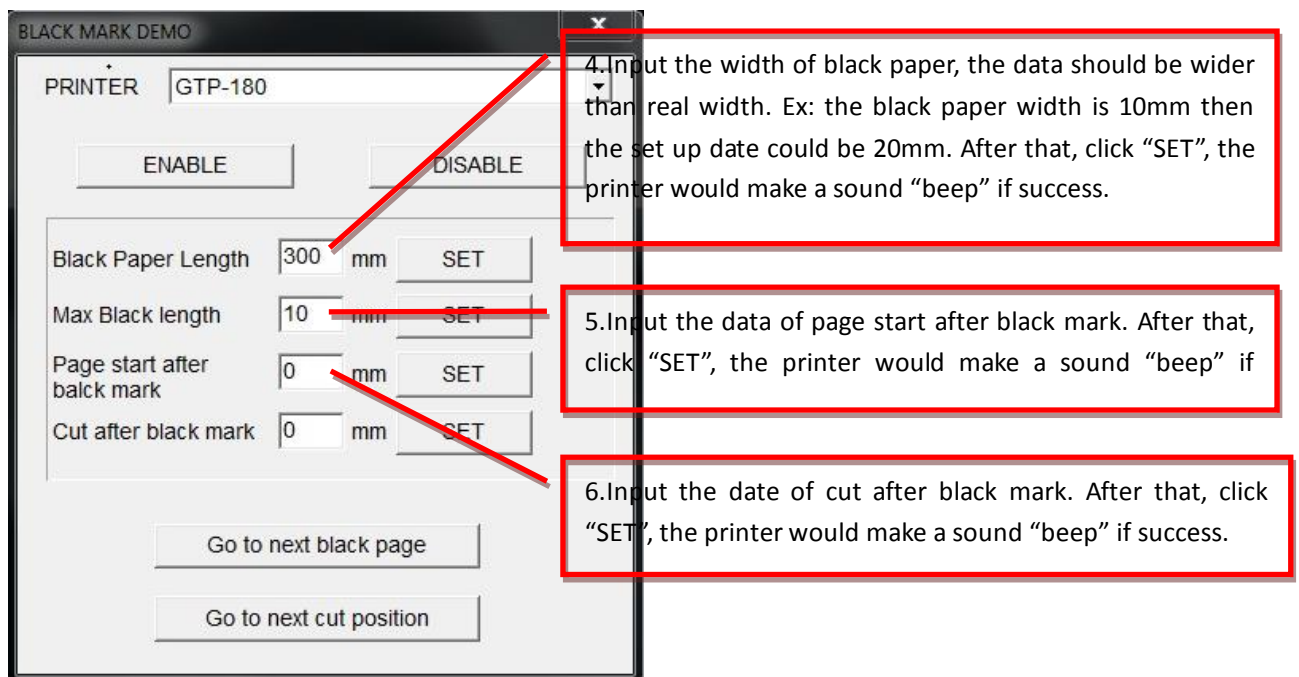 BLACK MARK DEMO
X
PRINTER GTP-180
ENABLE DISABLE
Black Paper Length 300 mm SET
Max Black length 10 mm SET
Page start after
balck mark 0 mm SET
Cut after black mark 0 mm SET
Go to next black page
Go to next cut position
4.Input the width of black paper, the data should be wider
than real width. Ex: the black paper width is 10mm then
the set up date could be 20mm. After that, click “SET”, the
printer would make a sound “beep” if success.
5.Input the data of page start after black mark. After that,
click “SET”, the printer would make a sound “beep” if
6.Input the date of cut after black mark. After that, click
“SET”, the printer would make a sound “beep” if success.